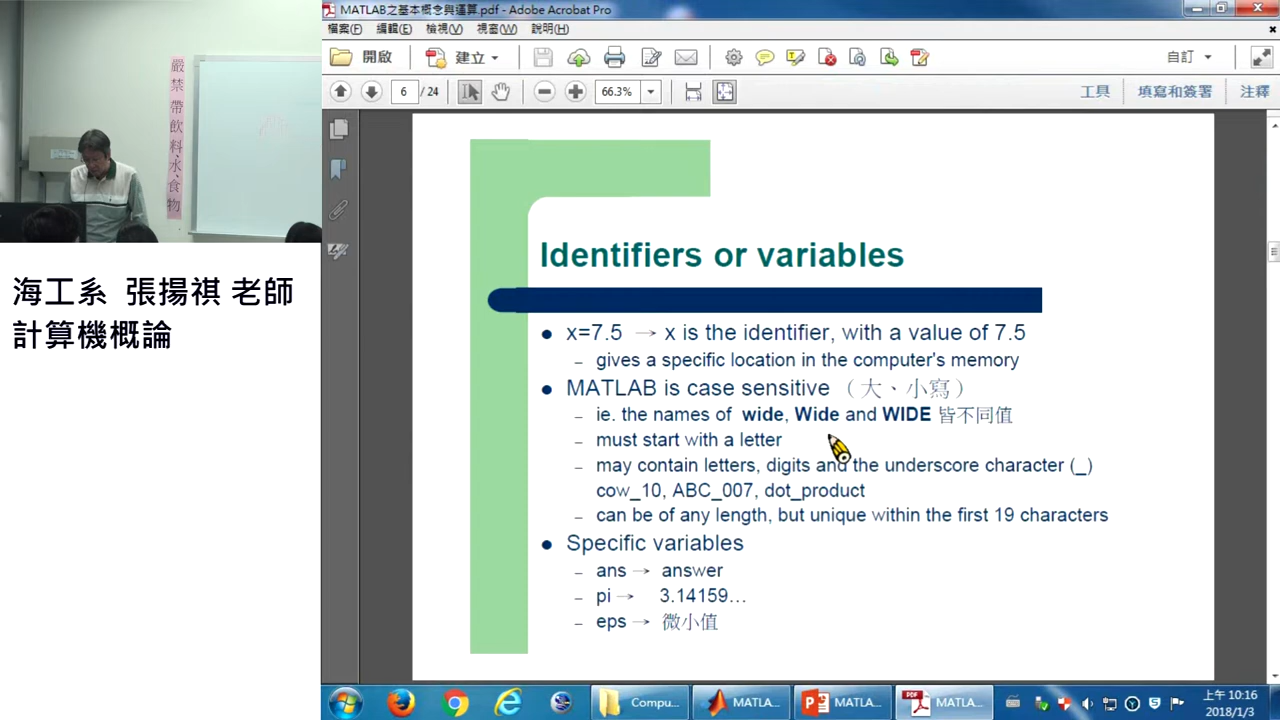 MATLAB之基本概念與運算.pdf - Adobe Acrobat Pro
檔案(F) 編輯(E) 檢視(V) 視窗(W) 說明(H)
開啟 建立 自訂
6 / 24 66.3% 工具 填寫和簽署 注釋
嚴禁帶飲料、水、食物
海工系 張揚祺 老師
計算機概論
Identifiers or variables
● x=7.5 → x is the identifier, with a value of 7.5
– gives a specific location in the computer's memory
● MATLAB is case sensitive （大、小寫）
– ie. the names of wide, Wide and WIDE 皆不同值
– must start with a letter
– may contain letters, digits and the underscore character (_)
cow_10, ABC_007, dot_product
– can be of any length, but unique within the first 19 characters
● Specific variables
– ans → answer
– pi → 3.14159…
– eps → 微小值
Compu... MATLA... MATLA... MATLA...
上午 10:16
2018/1/3